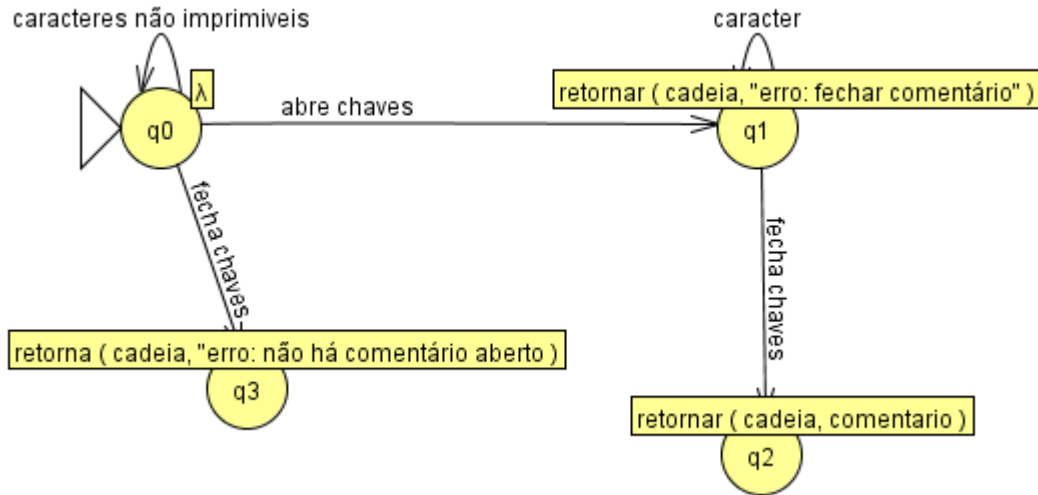 caracteres não imprimiveis
caracter
λ
retornar ( cadeia, "erro: fechar comentário" )
abre chaves
q0
q1
fecha chaves
fecha chaves
retorna ( cadeia, "erro: não há comentário aberto )
q3
retornar ( cadeia, comentario )
q2